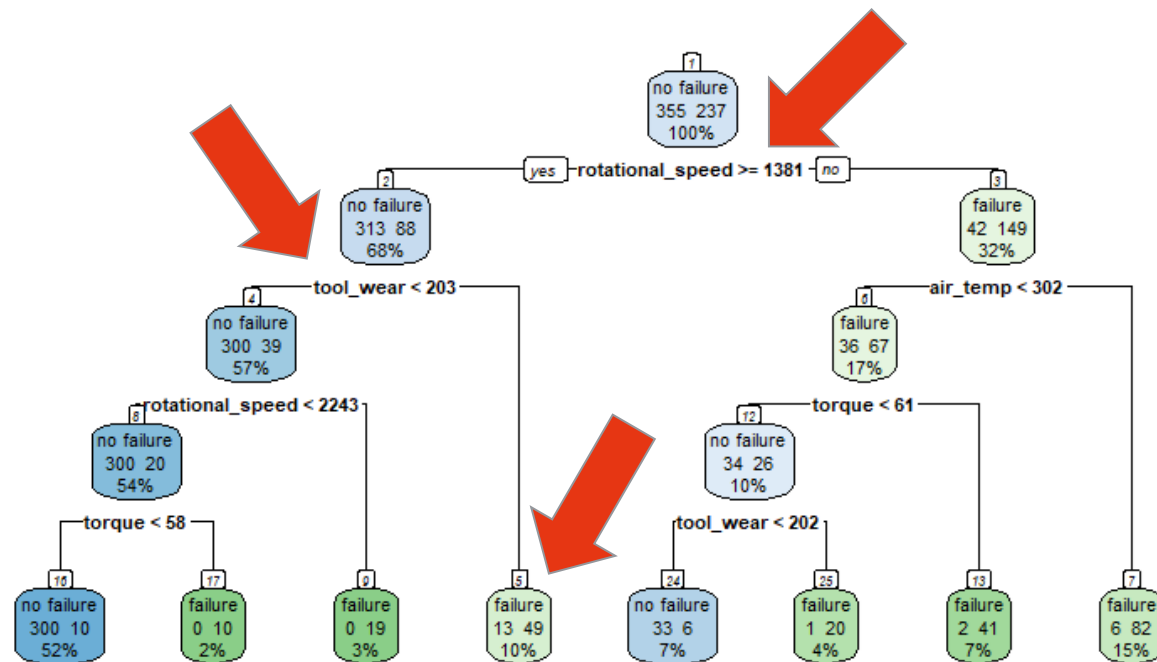 1
no failure
355 237
100%
yes rotational_speed >= 1381 no
2
no failure
313 88
68%
3
failure
42 149
32%
tool_wear < 203
air_temp < 302
4
no failure
300 39
57%
6
failure
36 67
17%
rotational_speed < 2243
torque < 61
8
no failure
300 20
54%
12
no failure
34 26
10%
torque < 58
tool_wear < 202
16
no failure
300 10
52%
17
failure
0 10
2%
9
failure
0 19
3%
5
failure
13 49
10%
24
no failure
33 6
7%
25
failure
1 20
4%
13
failure
2 41
7%
7
failure
6 82
15%